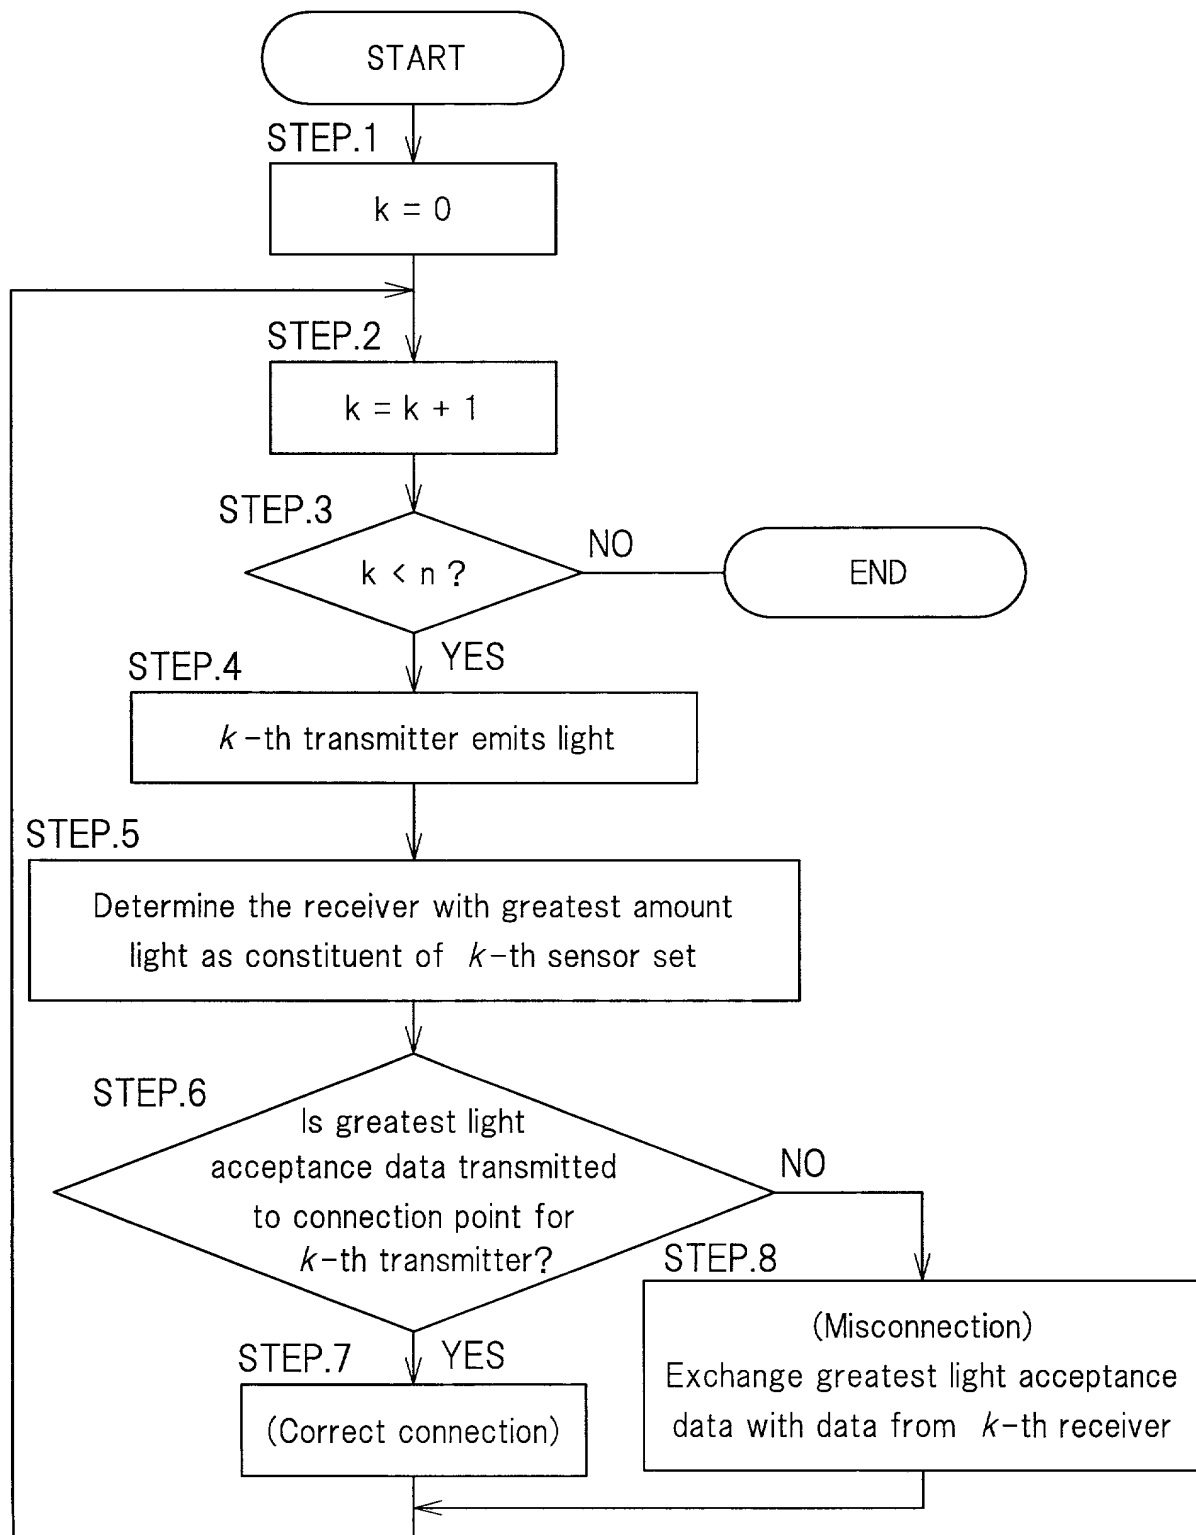 START
STEP.1
k = 0
STEP.2
k = k + 1
STEP.3
k < n ?
NO
END
YES
STEP.4
k-th transmitter emits light
STEP.5
Determine the receiver with greatest amount
light as constituent of k-th sensor set
STEP.6
Is greatest light
acceptance data transmitted
to connection point for
k-th transmitter?
NO
STEP.8
(Misconnection)
Exchange greatest light acceptance
data with data from k-th receiver
STEP.7
YES
(Correct connection)